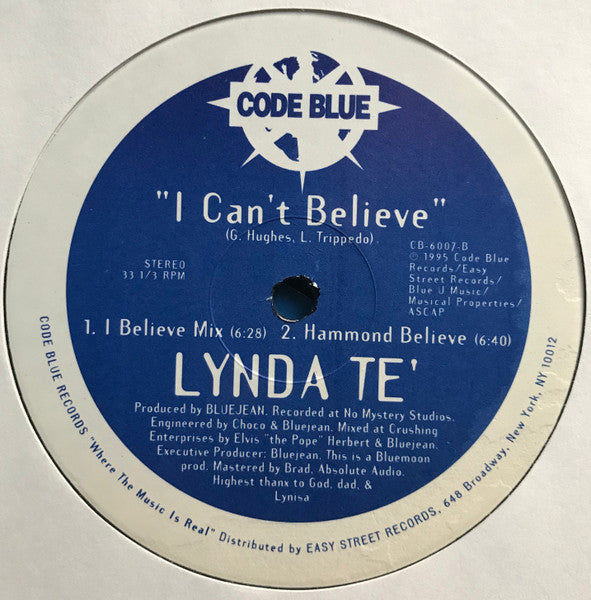 CODE BLUE
"I Can't Believe"
(G. Hughes, L. Trippedo)
STEREO
33 1/3 RPM
CB-6007-B
℗ 1995 Code Blue
Records/Easy
Street Records/
Blue J Music/
Musical Properties/
ASCAP
1. I Believe Mix (6:28) 2. Hammond Believe (6:40)
LYNDA TE'
Produced by BLUEJEAN. Recorded at No Mystery Studios.
Engineered by Choco & Bluejean. Mixed at Crushing
Enterprises by Elvis "the Pope" Herbert & Bluejean.
Executive Producer: Bluejean. This is a Bluemoon
prod. Mastered by Brad, Absolute Audio.
Highest thanx to God, dad, &
Lynisa
CODE BLUE RECORDS "Where The Music Is Real" Distributed by EASY STREET RECORDS, 648 Broadway, New York, NY 10012